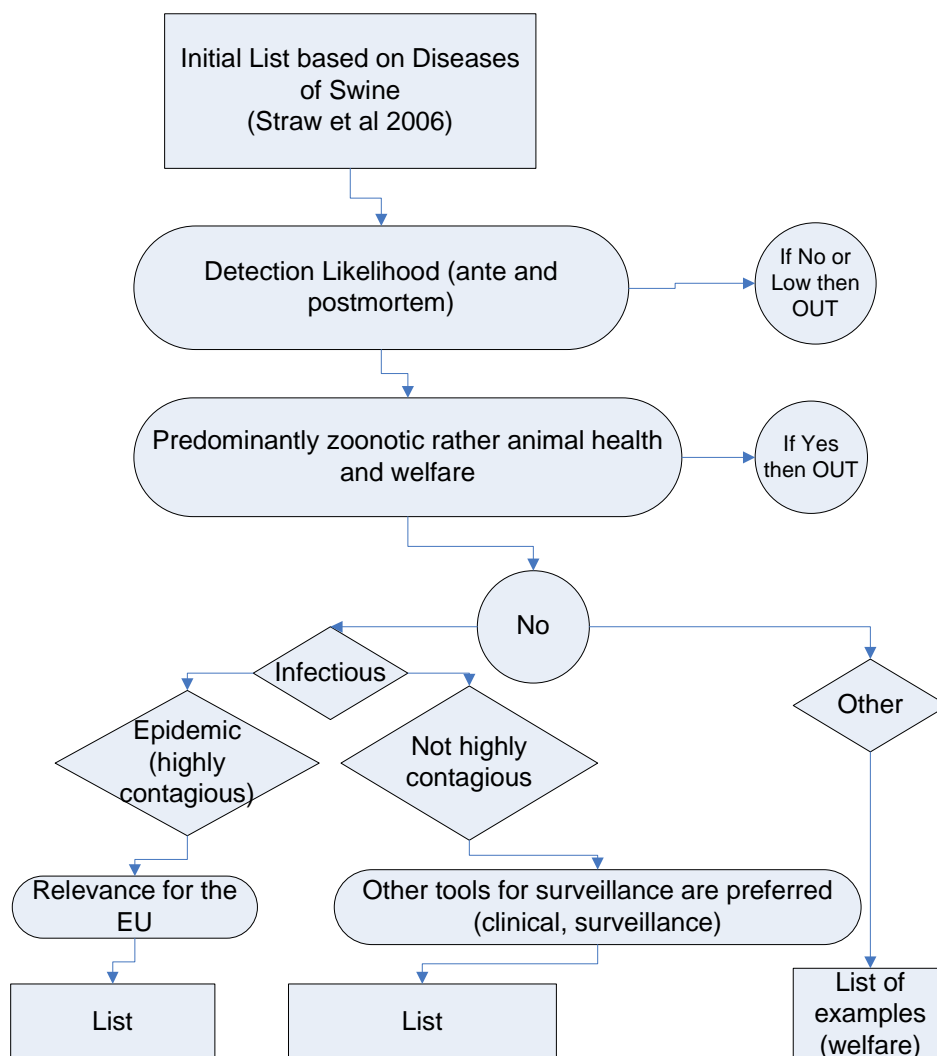 Initial List based on Diseases
of Swine
(Straw et al 2006)
Detection Likelihood (ante and
postmortem)
If No or
Low then
OUT
Predominantly zoonotic rather animal health
and welfare
If Yes
then OUT
No
Infectious
Other
Epidemic
(highly
contagious)
Not highly
contagious
Relevance for the
EU
Other tools for surveillance are preferred
(clinical, surveillance)
List
List
List of
examples
(welfare)